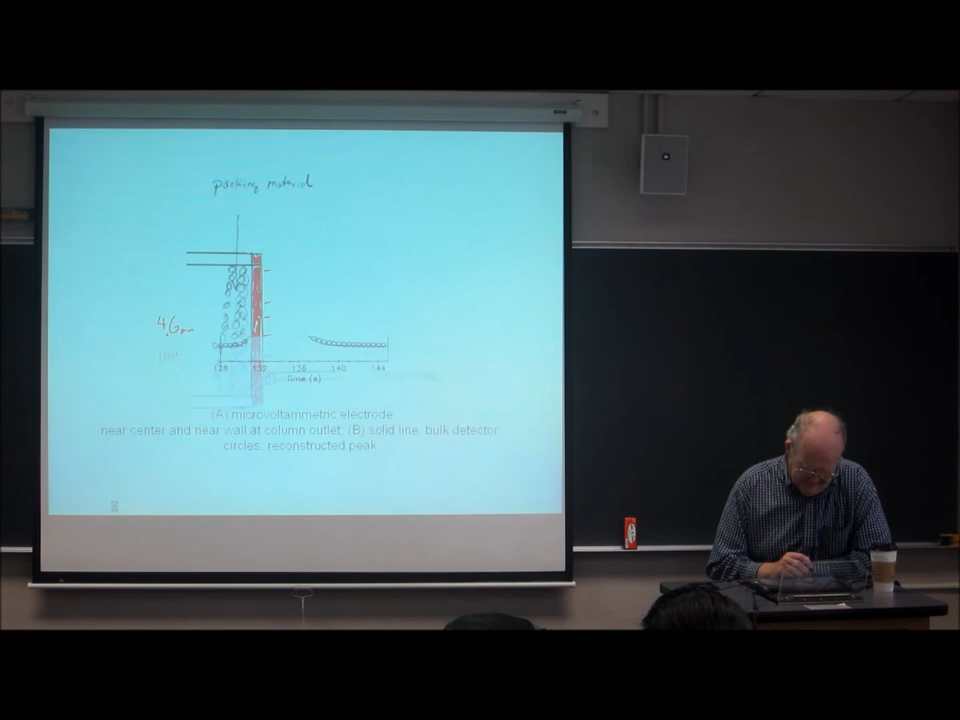 packing material
4.6mm
128 132 136 140 144
Time (s)
(A) microvoltammetric electrode
near center and near wall at column outlet. (B) solid line, bulk detector
circles reconstructed peak